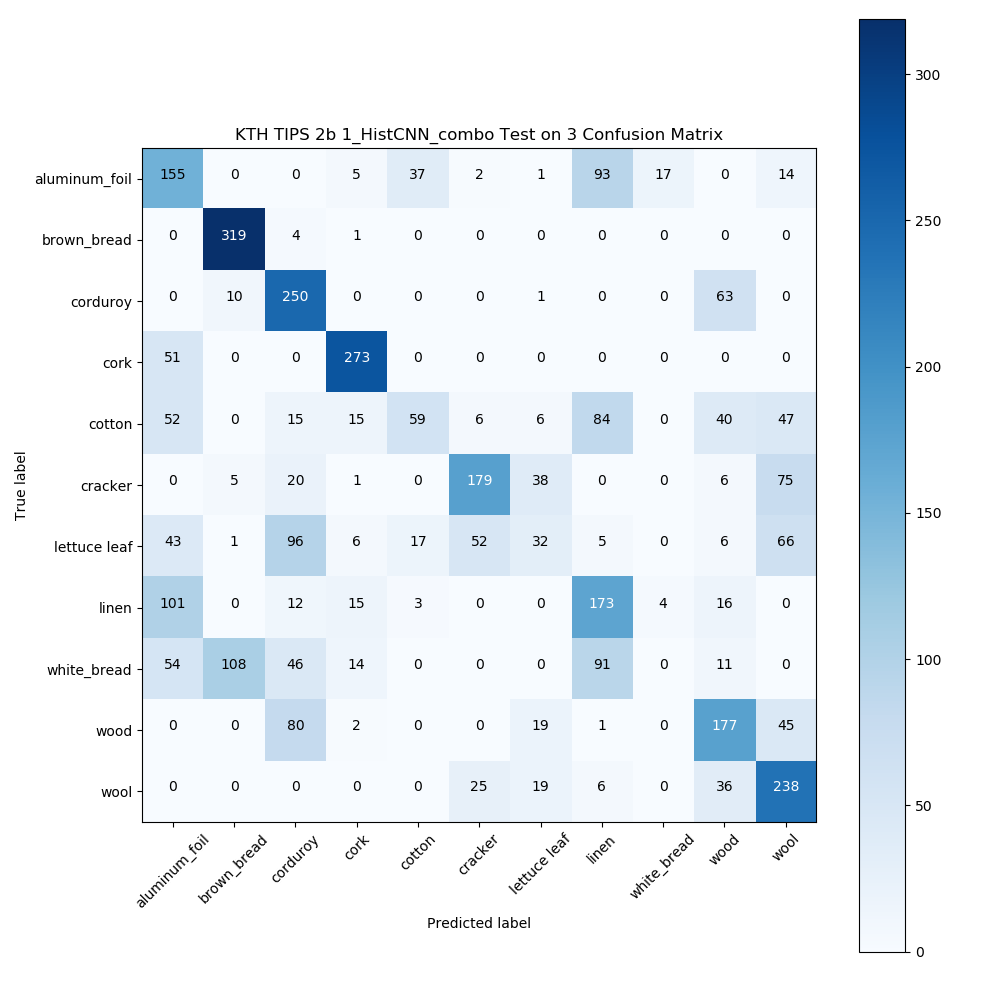 KTH TIPS 2b 1_HistCNN_combo Test on 3 Confusion Matrix
True label
aluminum_foil 155 0 0 5 37 2 1 93 17 0 14
brown_bread 0 319 4 1 0 0 0 0 0 0 0
corduroy 0 10 250 0 0 0 1 0 0 63 0
cork 51 0 0 273 0 0 0 0 0 0 0
cotton 52 0 15 15 59 6 6 84 0 40 47
cracker 0 5 20 1 0 179 38 0 0 6 75
lettuce leaf 43 1 96 6 17 52 32 5 0 6 66
linen 101 0 12 15 3 0 0 173 4 16 0
white_bread 54 108 46 14 0 0 0 91 0 11 0
wood 0 0 80 2 0 0 19 1 0 177 45
wool 0 0 0 0 0 25 19 6 0 36 238
aluminum_foil brown_bread corduroy cork cotton cracker lettuce leaf linen white_bread wood wool
Predicted label
300
250
200
150
100
50
0